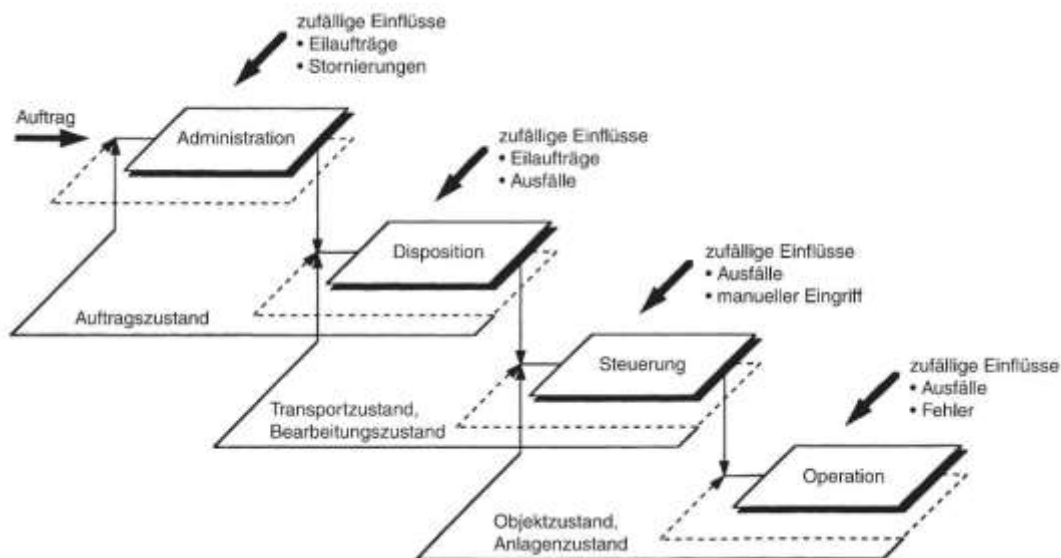 zufällige Einflüsse
• Eilaufträge
• Stornierungen
Auftrag
Administration
zufällige Einflüsse
• Eilaufträge
• Ausfälle
Disposition
zufällige Einflüsse
• Ausfälle
• manueller Eingriff
Auftragszustand
Steuerung
zufällige Einflüsse
• Ausfälle
• Fehler
Transportzustand,
Bearbeitungszustand
Operation
Objektzustand,
Anlagenzustand